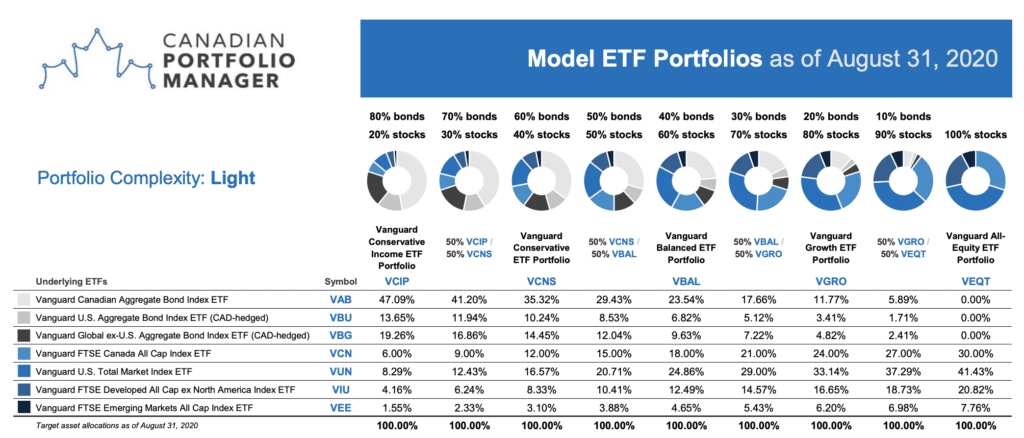 CANADIAN
PORTFOLIO
MANAGER
Model ETF Portfolios as of August 31, 2020
80% bonds 70% bonds 60% bonds 50% bonds 40% bonds 30% bonds 20% bonds 10% bonds
20% stocks 30% stocks 40% stocks 50% stocks 60% stocks 70% stocks 80% stocks 90% stocks 100% stocks
Portfolio Complexity: Light
Vanguard Conservative Income ETF Portfolio
50% VCIP / 50% VCNS
Vanguard Conservative ETF Portfolio
50% VCNS / 50% VBAL
Vanguard Balanced ETF Portfolio
50% VBAL / 50% VGRO
Vanguard Growth ETF Portfolio
50% VGRO / 50% VEQT
Vanguard All-Equity ETF Portfolio
Underlying ETFs Symbol VCIP VCNS VBAL VGRO VEQT
Vanguard Canadian Aggregate Bond Index ETF VAB 47.09% 41.20% 35.32% 29.43% 23.54% 17.66% 11.77% 5.89% 0.00%
Vanguard U.S. Aggregate Bond Index ETF (CAD-hedged) VBU 13.65% 11.94% 10.24% 8.53% 6.82% 5.12% 3.41% 1.71% 0.00%
Vanguard Global ex-U.S. Aggregate Bond Index ETF (CAD-hedged) VBG 19.26% 16.86% 14.45% 12.04% 9.63% 7.22% 4.82% 2.41% 0.00%
Vanguard FTSE Canada All Cap Index ETF VCN 6.00% 9.00% 12.00% 15.00% 18.00% 21.00% 24.00% 27.00% 30.00%
Vanguard U.S. Total Market Index ETF VUN 8.29% 12.43% 16.57% 20.71% 24.86% 29.00% 33.14% 37.29% 41.43%
Vanguard FTSE Developed All Cap ex North America Index ETF VIU 4.16% 6.24% 8.33% 10.41% 12.49% 14.57% 16.65% 18.73% 20.82%
Vanguard FTSE Emerging Markets All Cap Index ETF VEE 1.55% 2.33% 3.10% 3.88% 4.65% 5.43% 6.20% 6.98% 7.76%
Target asset allocations as of August 31, 2020 100.00% 100.00% 100.00% 100.00% 100.00% 100.00% 100.00% 100.00% 100.00%